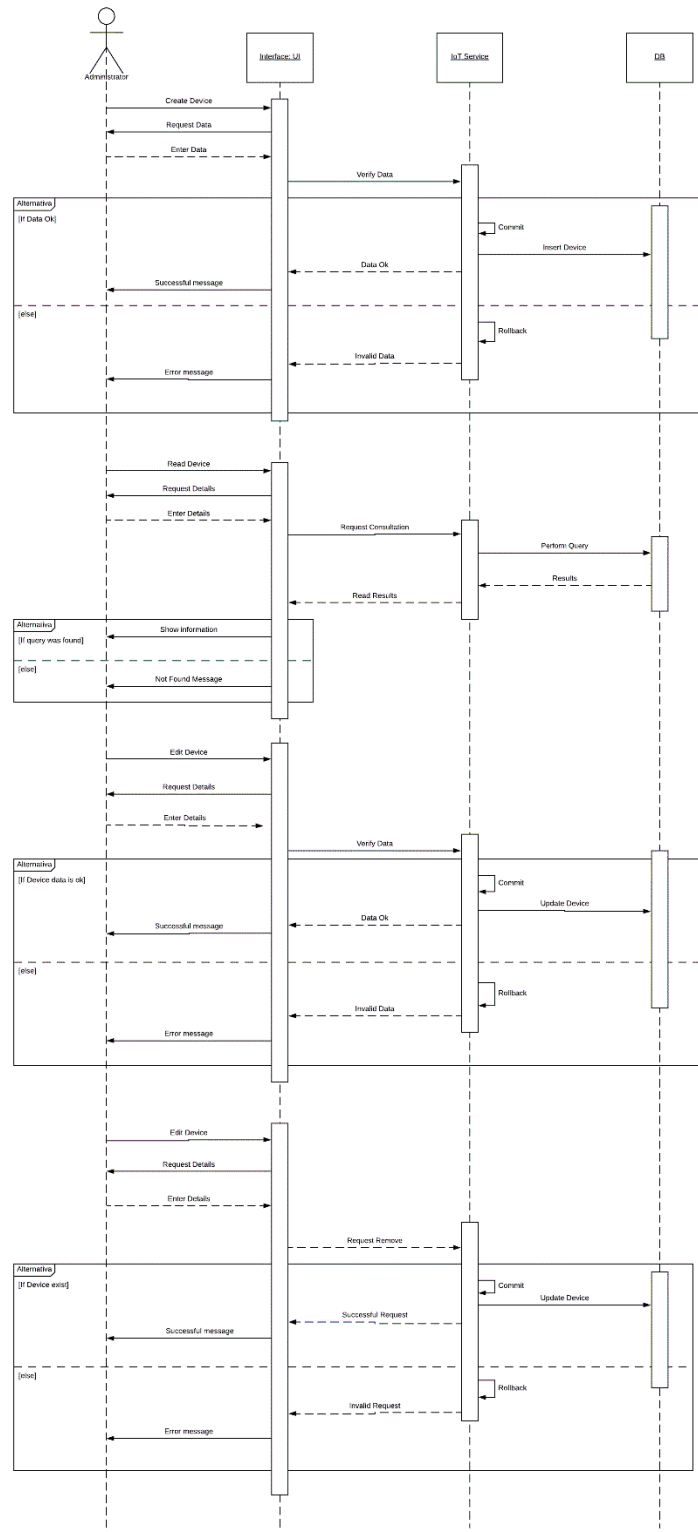 Administrator
Interface: UI
IoT Service
DB
Create Device
Request Data
Enter Data
Verify Data
Alternativa
[If Data Ok]
Commit
Insert Device
Data Ok
Successful message
[else]
Rollback
Invalid Data
Error message
Read Device
Request Details
Enter Details
Request Consultation
Perform Query
Results
Read Results
Alternativa
Show information
[If query was found]
[else]
Not Found Message
Edit Device
Request Details
Enter Details
Verify Data
Alternativa
[If Device data is ok]
Commit
Update Device
Data Ok
Successful message
[else]
Rollback
Invalid Data
Error message
Edit Device
Request Details
Enter Details
Request Remove
Alternativa
[If Device exist]
Commit
Update Device
Successful Request
Successful message
[else]
Rollback
Invalid Request
Error message